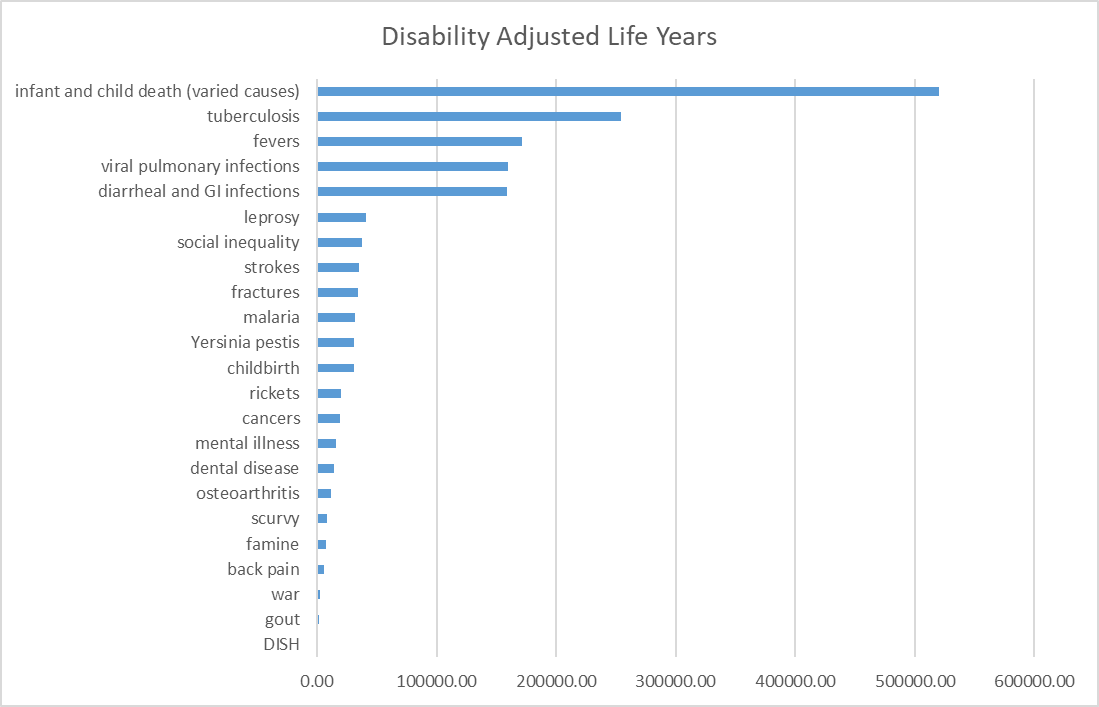 Disability Adjusted Life Years
infant and child death (varied causes)
tuberculosis
fevers
viral pulmonary infections
diarrheal and GI infections
leprosy
social inequality
strokes
fractures
malaria
Yersinia pestis
childbirth
rickets
cancers
mental illness
dental disease
osteoarthritis
scurvy
famine
back pain
war
gout
DISH
0.00 100000.00 200000.00 300000.00 400000.00 500000.00 600000.00